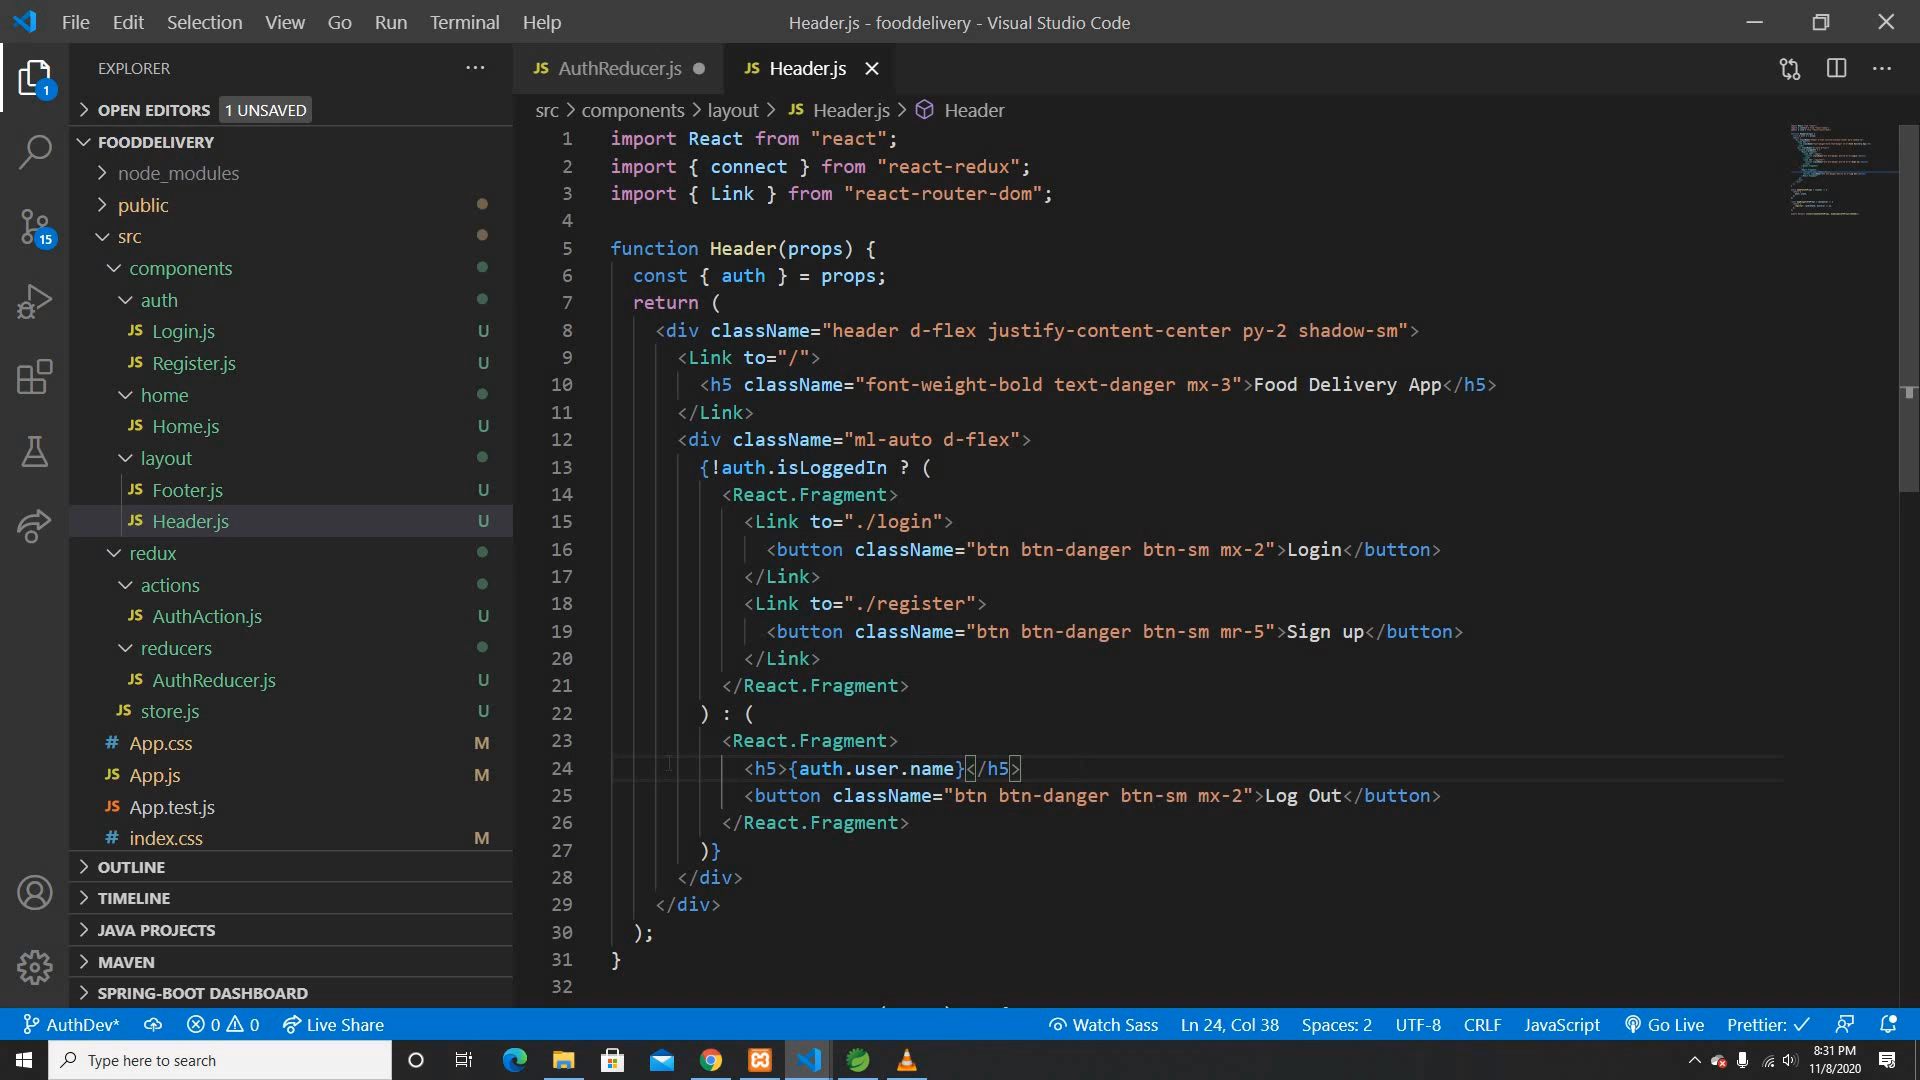 File Edit Selection View Go Run Terminal Help
Header.js - fooddelivery - Visual Studio Code
EXPLORER
OPEN EDITORS 1 UNSAVED
FOODDELIVERY
node_modules
public
src
components
auth
JS Login.js U
JS Register.js U
home
JS Home.js U
layout
JS Footer.js U
JS Header.js U
redux
actions
JS AuthAction.js U
reducers
JS AuthReducer.js U
JS store.js U
# App.css M
JS App.js M
JS App.test.js
# index.css M
OUTLINE
TIMELINE
JAVA PROJECTS
MAVEN
SPRING-BOOT DASHBOARD
1
15
JS AuthReducer.js
JS Header.js
src > components > layout > JS Header.js > Header
1 import React from "react";
2 import { connect } from "react-redux";
3 import { Link } from "react-router-dom";
4
5 function Header(props) {
6 const { auth } = props;
7 return (
8 <div className="header d-flex justify-content-center py-2 shadow-sm">
9 <Link to="/">
10 <h5 className="font-weight-bold text-danger mx-3">Food Delivery App</h5>
11 </Link>
12 <div className="ml-auto d-flex">
13 {!auth.isLoggedIn ? (
14 <React.Fragment>
15 <Link to="./login">
16 <button className="btn btn-danger btn-sm mx-2">Login</button>
17 </Link>
18 <Link to="./register">
19 <button className="btn btn-danger btn-sm mr-5">Sign up</button>
20 </Link>
21 </React.Fragment>
22 ) : (
23 <React.Fragment>
24 <h5>{auth.user.name}</h5>
25 <button className="btn btn-danger btn-sm mx-2">Log Out</button>
26 </React.Fragment>
27 )}
28 </div>
29 </div>
30 );
31 }
32
AuthDev* 0 0 Live Share
Watch Sass Ln 24, Col 38 Spaces: 2 UTF-8 CRLF JavaScript Go Live Prettier: ✓
Type here to search
8:31 PM
11/8/2020